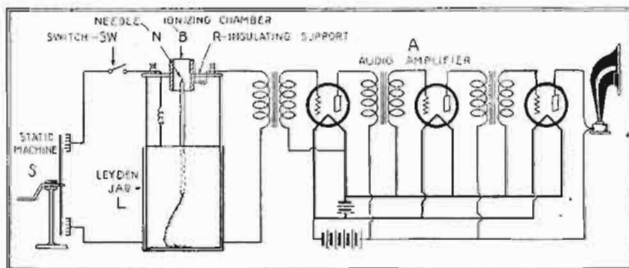 NEEDLE
IONIZING CHAMBER
SWITCH-SW
N
B
R-INSULATING SUPPORT
A
AUDIO AMPLIFIER
STATIC
MACHINE
S
LEYDEN
JAR
L